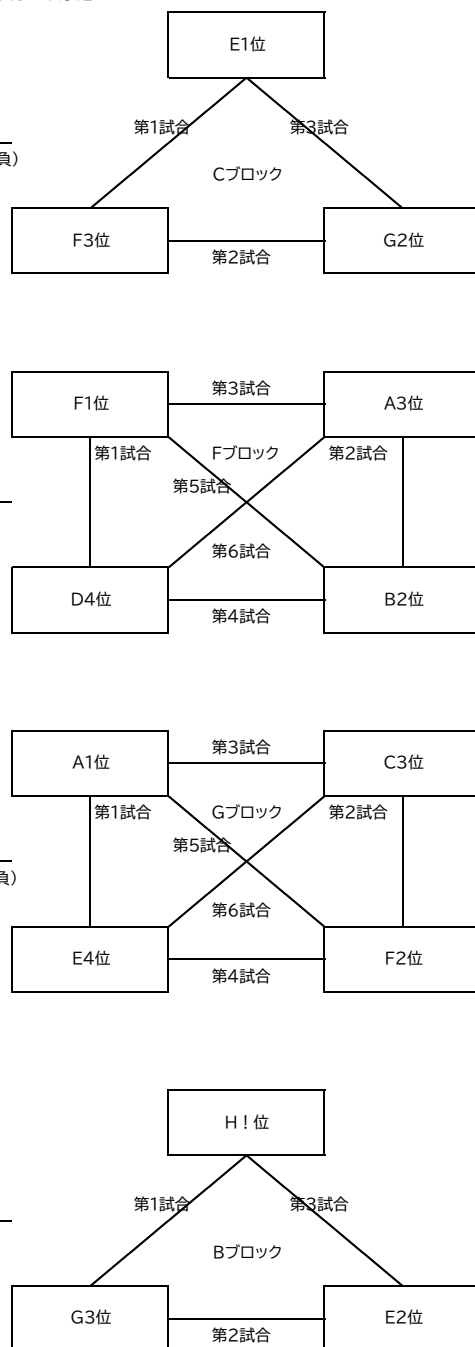 E1位
第1試合
第3試合
負)
Cブロック
F3位
G2位
第2試合
F1位
第3試合
A3位
第1試合
Fブロック
第2試合
第5試合
第6試合
D4位
B2位
第4試合
A1位
第3試合
C3位
第1試合
Gブロック
第2試合
第5試合
負)
第6試合
E4位
F2位
第4試合
H！位
第1試合
第3試合
Bブロック
G3位
E2位
第2試合